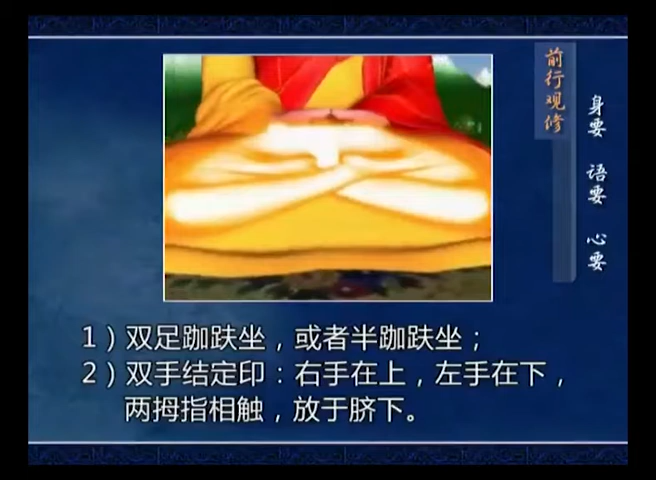 前行观修
身要 语要 心要
1）双足跏趺坐，或者半跏趺坐；
2）双手结定印：右手在上，左手在下，
两拇指相触，放于脐下。